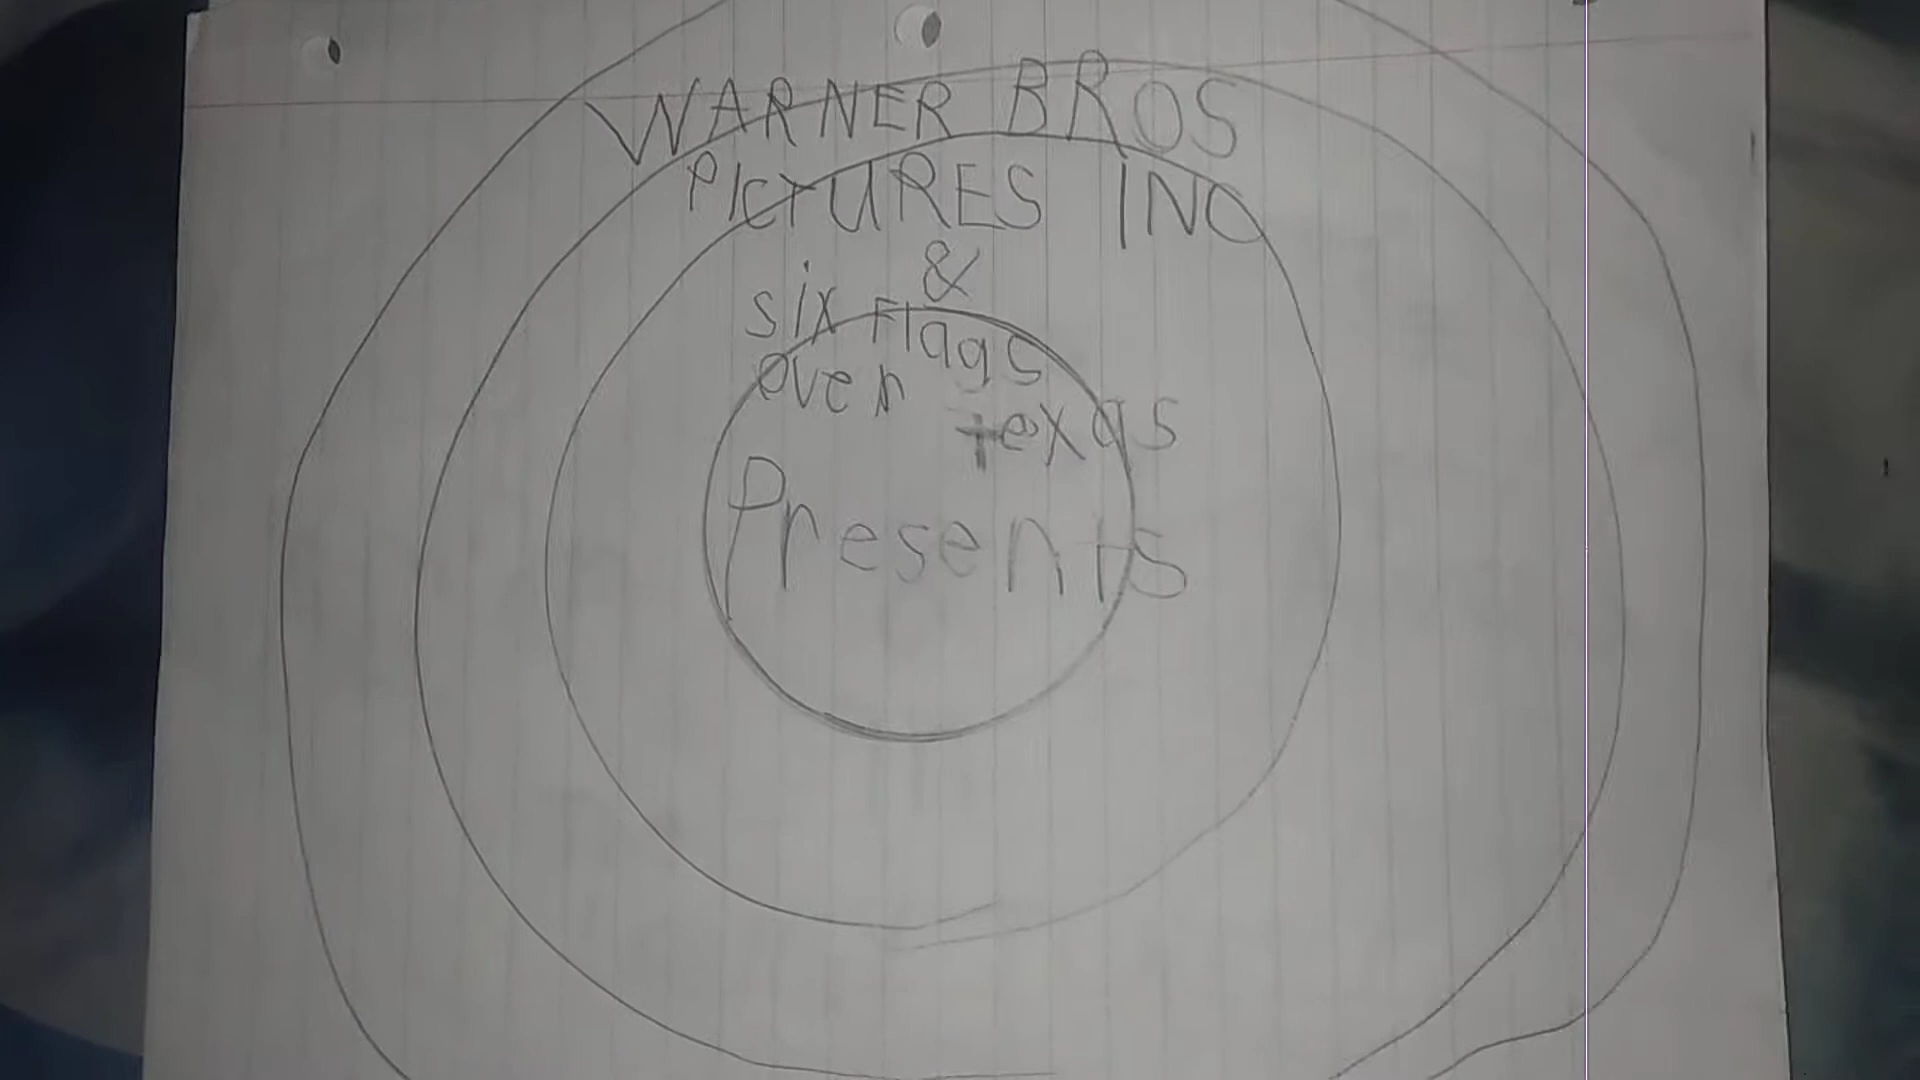 WARNER BROS
PICTURES INC
&
six Flags
over texas
Presents